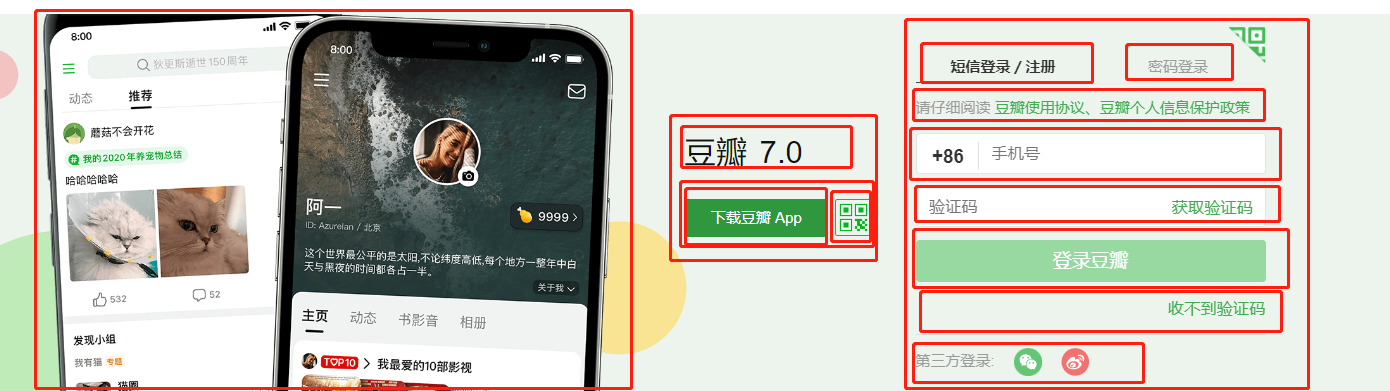 8:00
狄更斯逝世150周年
动态
推荐
蘑菇不会开花
我的2020年养宠物总结
哈哈哈哈哈
532
52
发现小组
我有猫 专题
猫圈
8:00
阿一
ID: Azurelan / 北京
9999
这个世界最公平的是太阳,不论纬度高低,每个地方一整年中白
天与黑夜的时间都各占一半。
关于我
主页
动态
书影音
相册
TOP10
我最爱的10部影视
豆瓣 7.0
下载豆瓣 App
短信登录 / 注册
密码登录
请仔细阅读 豆瓣使用协议、豆瓣个人信息保护政策
+86
手机号
验证码
获取验证码
登录豆瓣
收不到验证码
第三方登录: